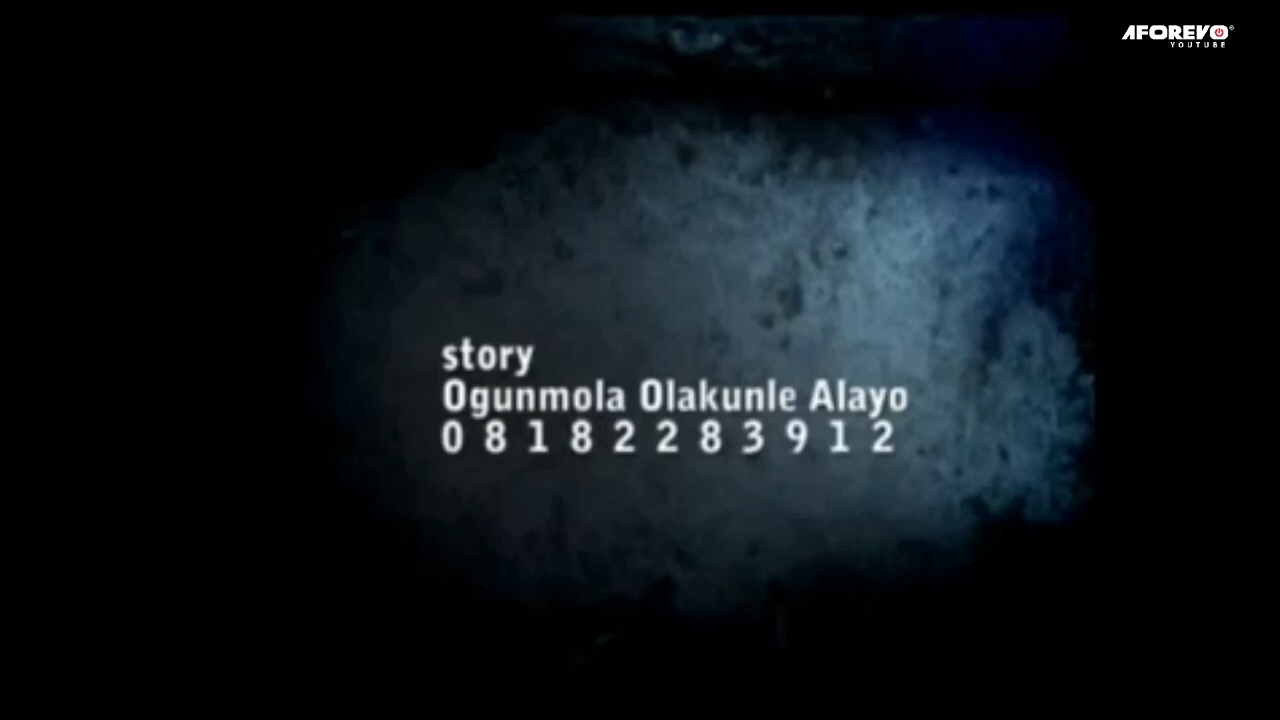 AFOREVO
YOUTUBE
story
Ogunmola Olakunle Alayo
0 8 1 8 2 2 8 3 9 1 2